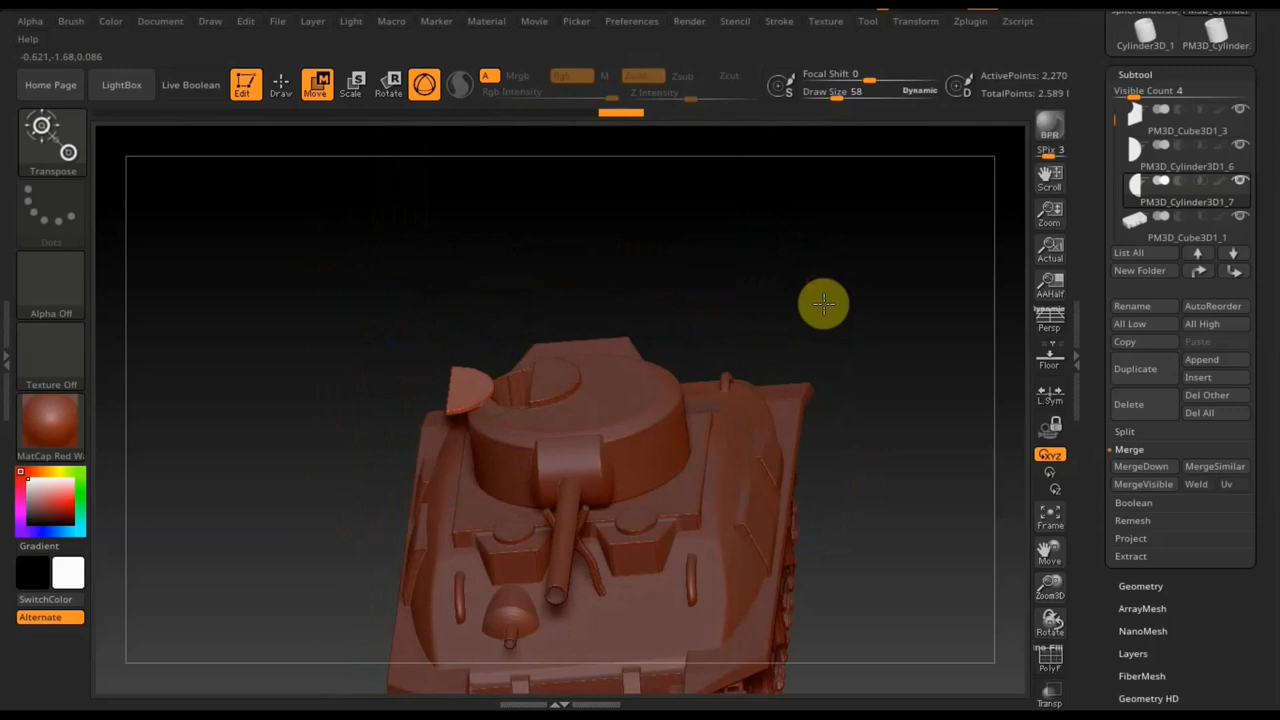 Alpha Brush Color Document Draw Edit File Layer Light Macro Marker Material Movie Picker Preferences Render Stencil Stroke Texture Tool Transform Zplugin Zscript
Help
-0.621,-1.68,0.086
Home Page LightBox Live Boolean Edit Draw Move Scale Rotate A Mrgb Rgb M Zadd Zsub Zcut
Rgb Intensity Z Intensity
S Focal Shift 0
Draw Size 58 Dynamic D
ActivePoints: 2,270
TotalPoints: 2.589
Transpose
Dots
Alpha Off
Texture Off
MatCap Red Wa
Gradient
SwitchColor
Alternate
BPR
SPix 3
Scroll
Zoom
Actual
AAHalf
Dynamic
Persp
Floor
L.Sym
XYZ
Y
Z
Frame
Move
Zoom3D
Rotate
PolyF
Transp
Cylinder3D_1 PM3D_Cylinder
Subtool
Visible Count 4
PM3D_Cube3D1_3
PM3D_Cylinder3D1_6
PM3D_Cylinder3D1_7
PM3D_Cube3D1_1
List All
New Folder
Rename AutoReorder
All Low All High
Copy Paste
Duplicate Append
Insert
Delete Del Other
Del All
Split
Merge
MergeDown MergeSimilar
MergeVisible Weld Uv
Boolean
Remesh
Project
Extract
Geometry
ArrayMesh
NanoMesh
Layers
FiberMesh
Geometry HD